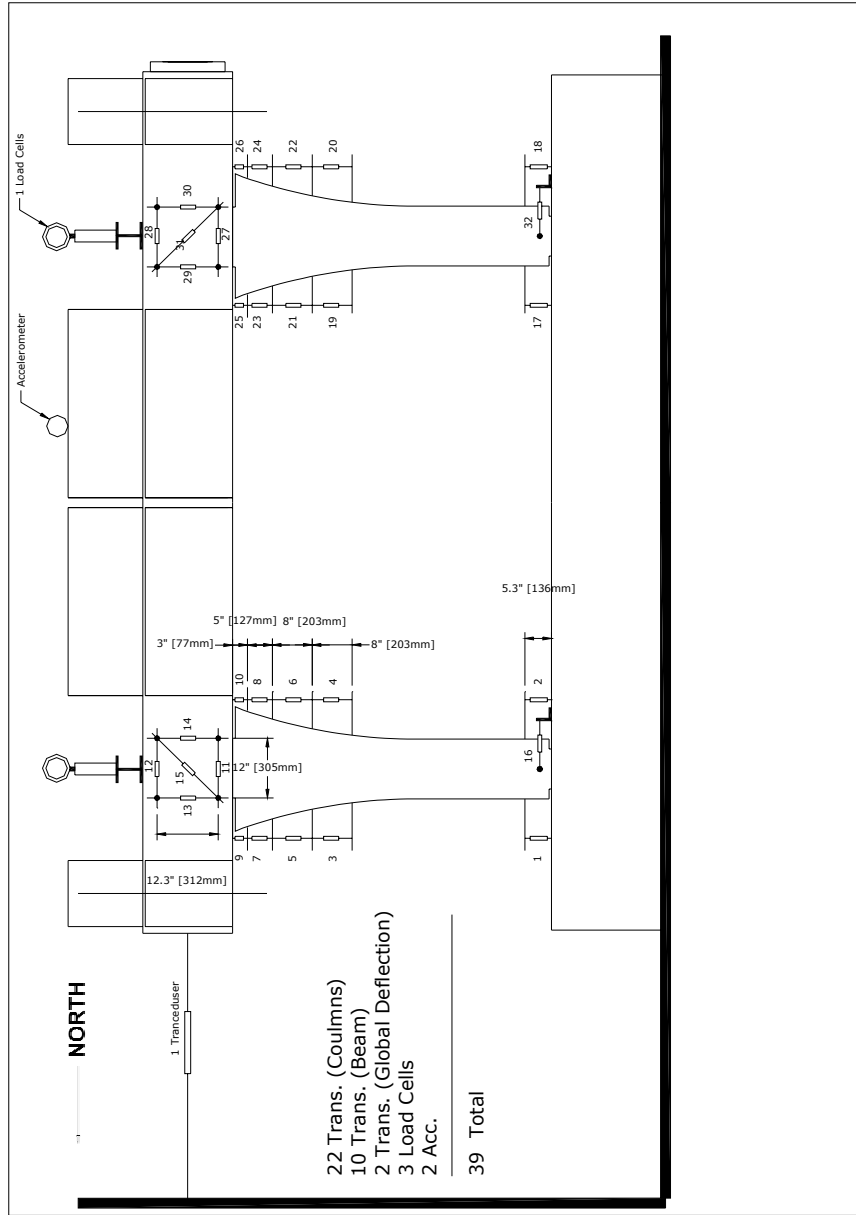 NORTH
1 Tranceduser
22 Trans. (Coulmns)
10 Trans. (Beam)
2 Trans. (Global Deflection)
3 Load Cells
2 Acc.
39 Total
Accelerometer
1 Load Cells
12.3" [312mm]
12" [305mm]
3" [77mm]
5" [127mm]
8" [203mm]
8" [203mm]
5.3" [136mm]
1
2
3
4
5
6
7
8
9
10
11
12
13
14
15
16
17
18
19
20
21
22
23
24
25
26
27
28
29
30
31
32